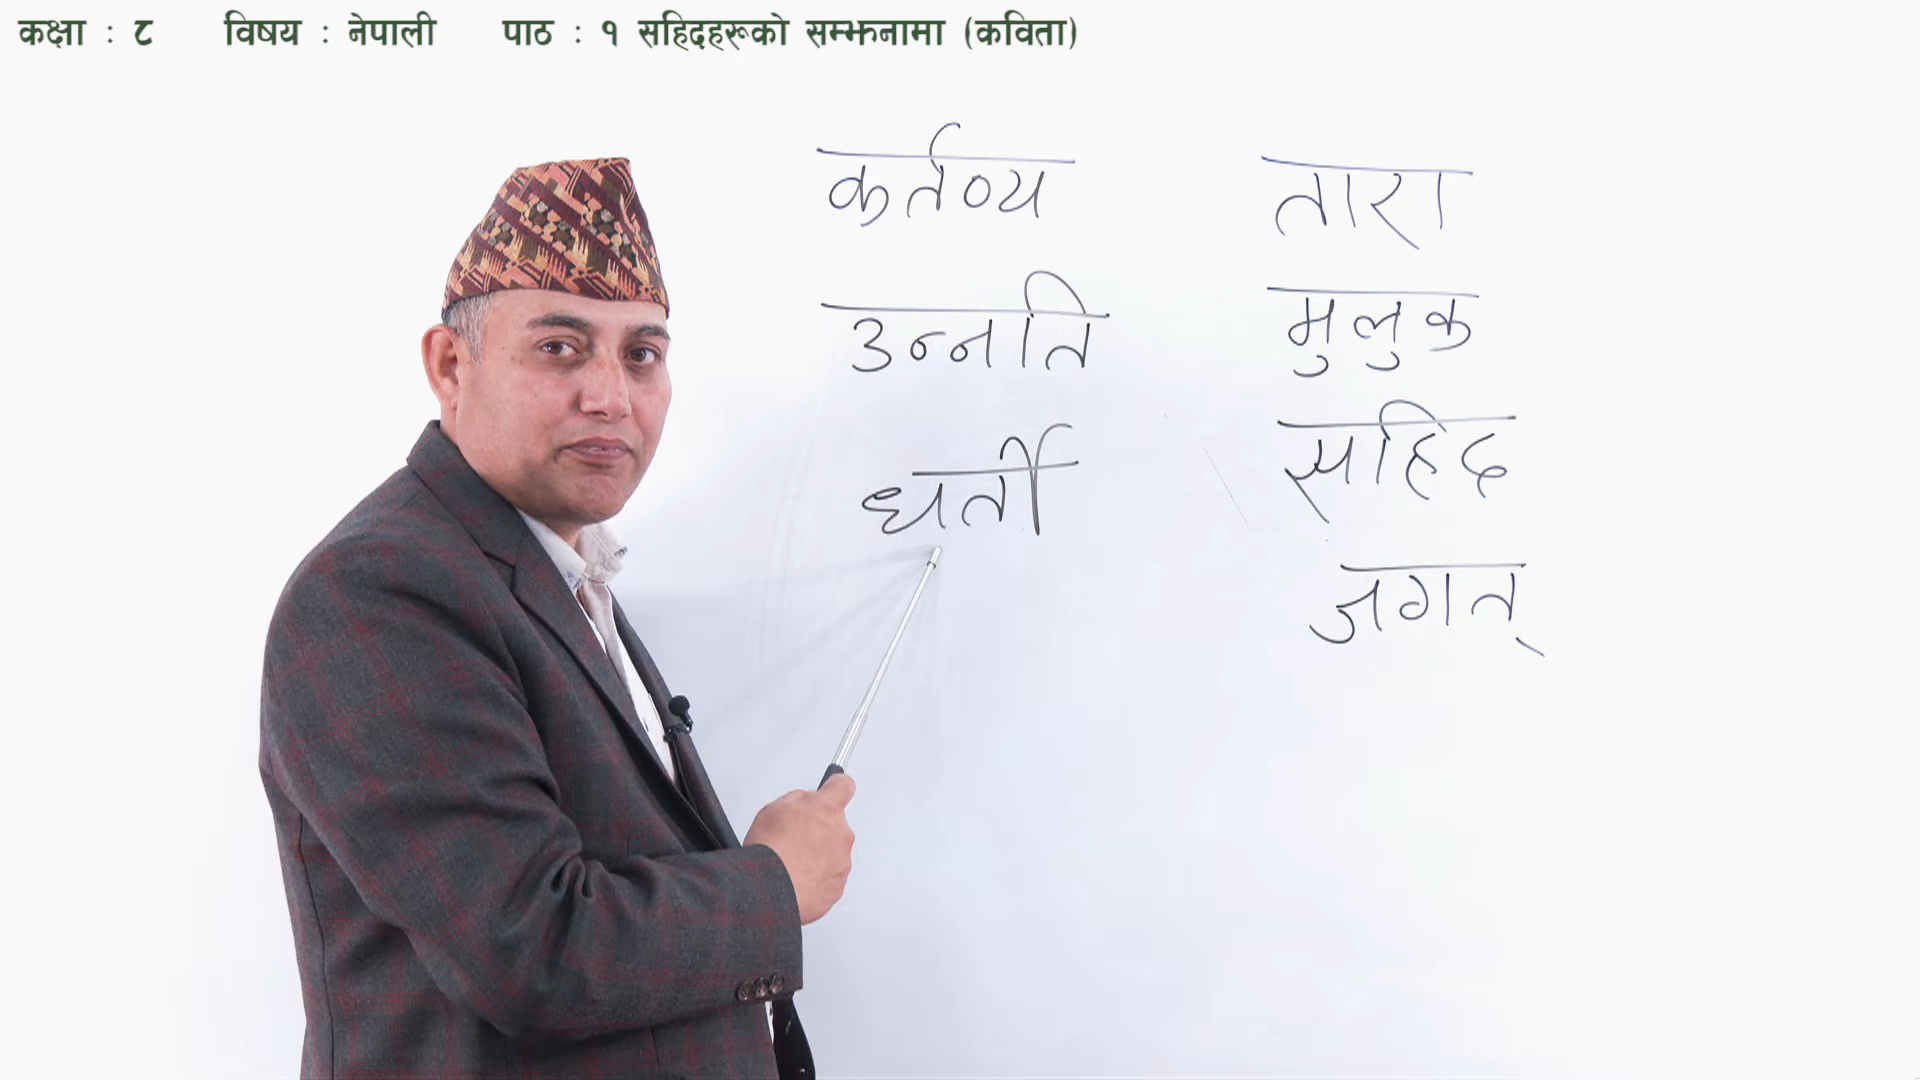 कक्षा : ८ विषय : नेपाली पाठ : १ सहिदहरूको सम्झनामा (कविता)
कर्तव्य
उन्नति
धर्ती
तारा
मुलुक
सहिद
जगत्